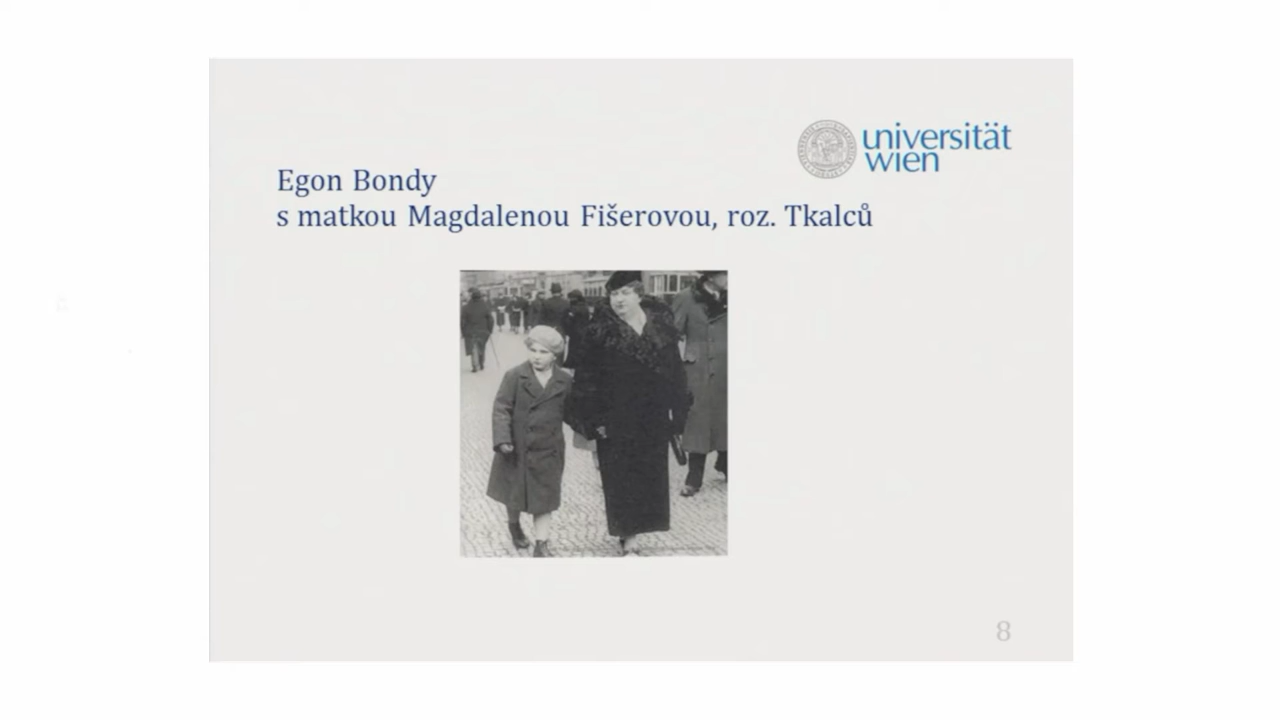 universität
wien
Egon Bondy
s matkou Magdalenou Fišerovou, roz. Tkalců
8